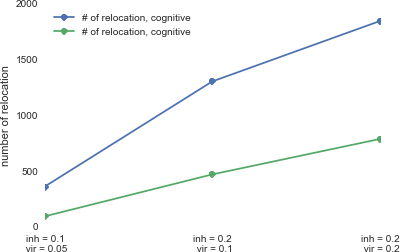 2000
# of relocation, cognitive
# of relocation, cognitive
1500
1000
500
0
number of relocation
inh = 0.1
vir = 0.05
inh = 0.2
vir = 0.1
inh = 0.2
vir = 0.2